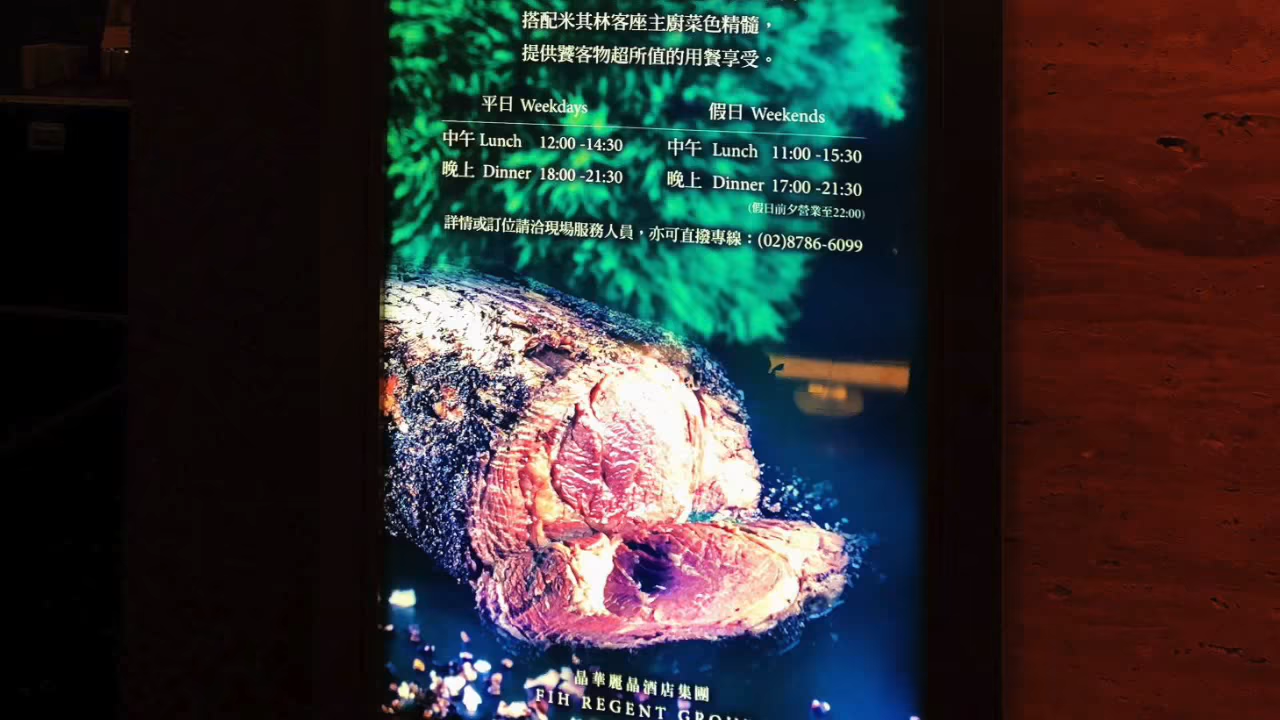 搭配米其林客座主廚菜色精髓，
提供饕客物超所值的用餐享受。
平日 Weekdays 假日 Weekends
中午 Lunch 12:00 -14:30 中午 Lunch 11:00 -15:30
晚上 Dinner 18:00 -21:30 晚上 Dinner 17:00 -21:30
(假日前夕營業至22:00)
詳情或訂位請洽現場服務人員，亦可直撥專線：(02)8786-6099
晶華麗晶酒店集團
FIH REGENT